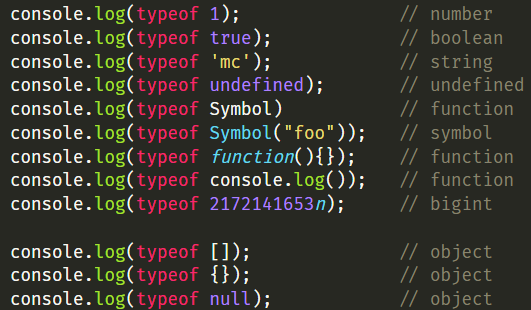 console.log(typeof 1); // number
console.log(typeof true); // boolean
console.log(typeof 'mc'); // string
console.log(typeof undefined); // undefined
console.log(typeof Symbol) // function
console.log(typeof Symbol("foo")); // symbol
console.log(typeof function(){}); // function
console.log(typeof console.log()); // function
console.log(typeof 2172141653n); // bigint
console.log(typeof []); // object
console.log(typeof {}); // object
console.log(typeof null); // object